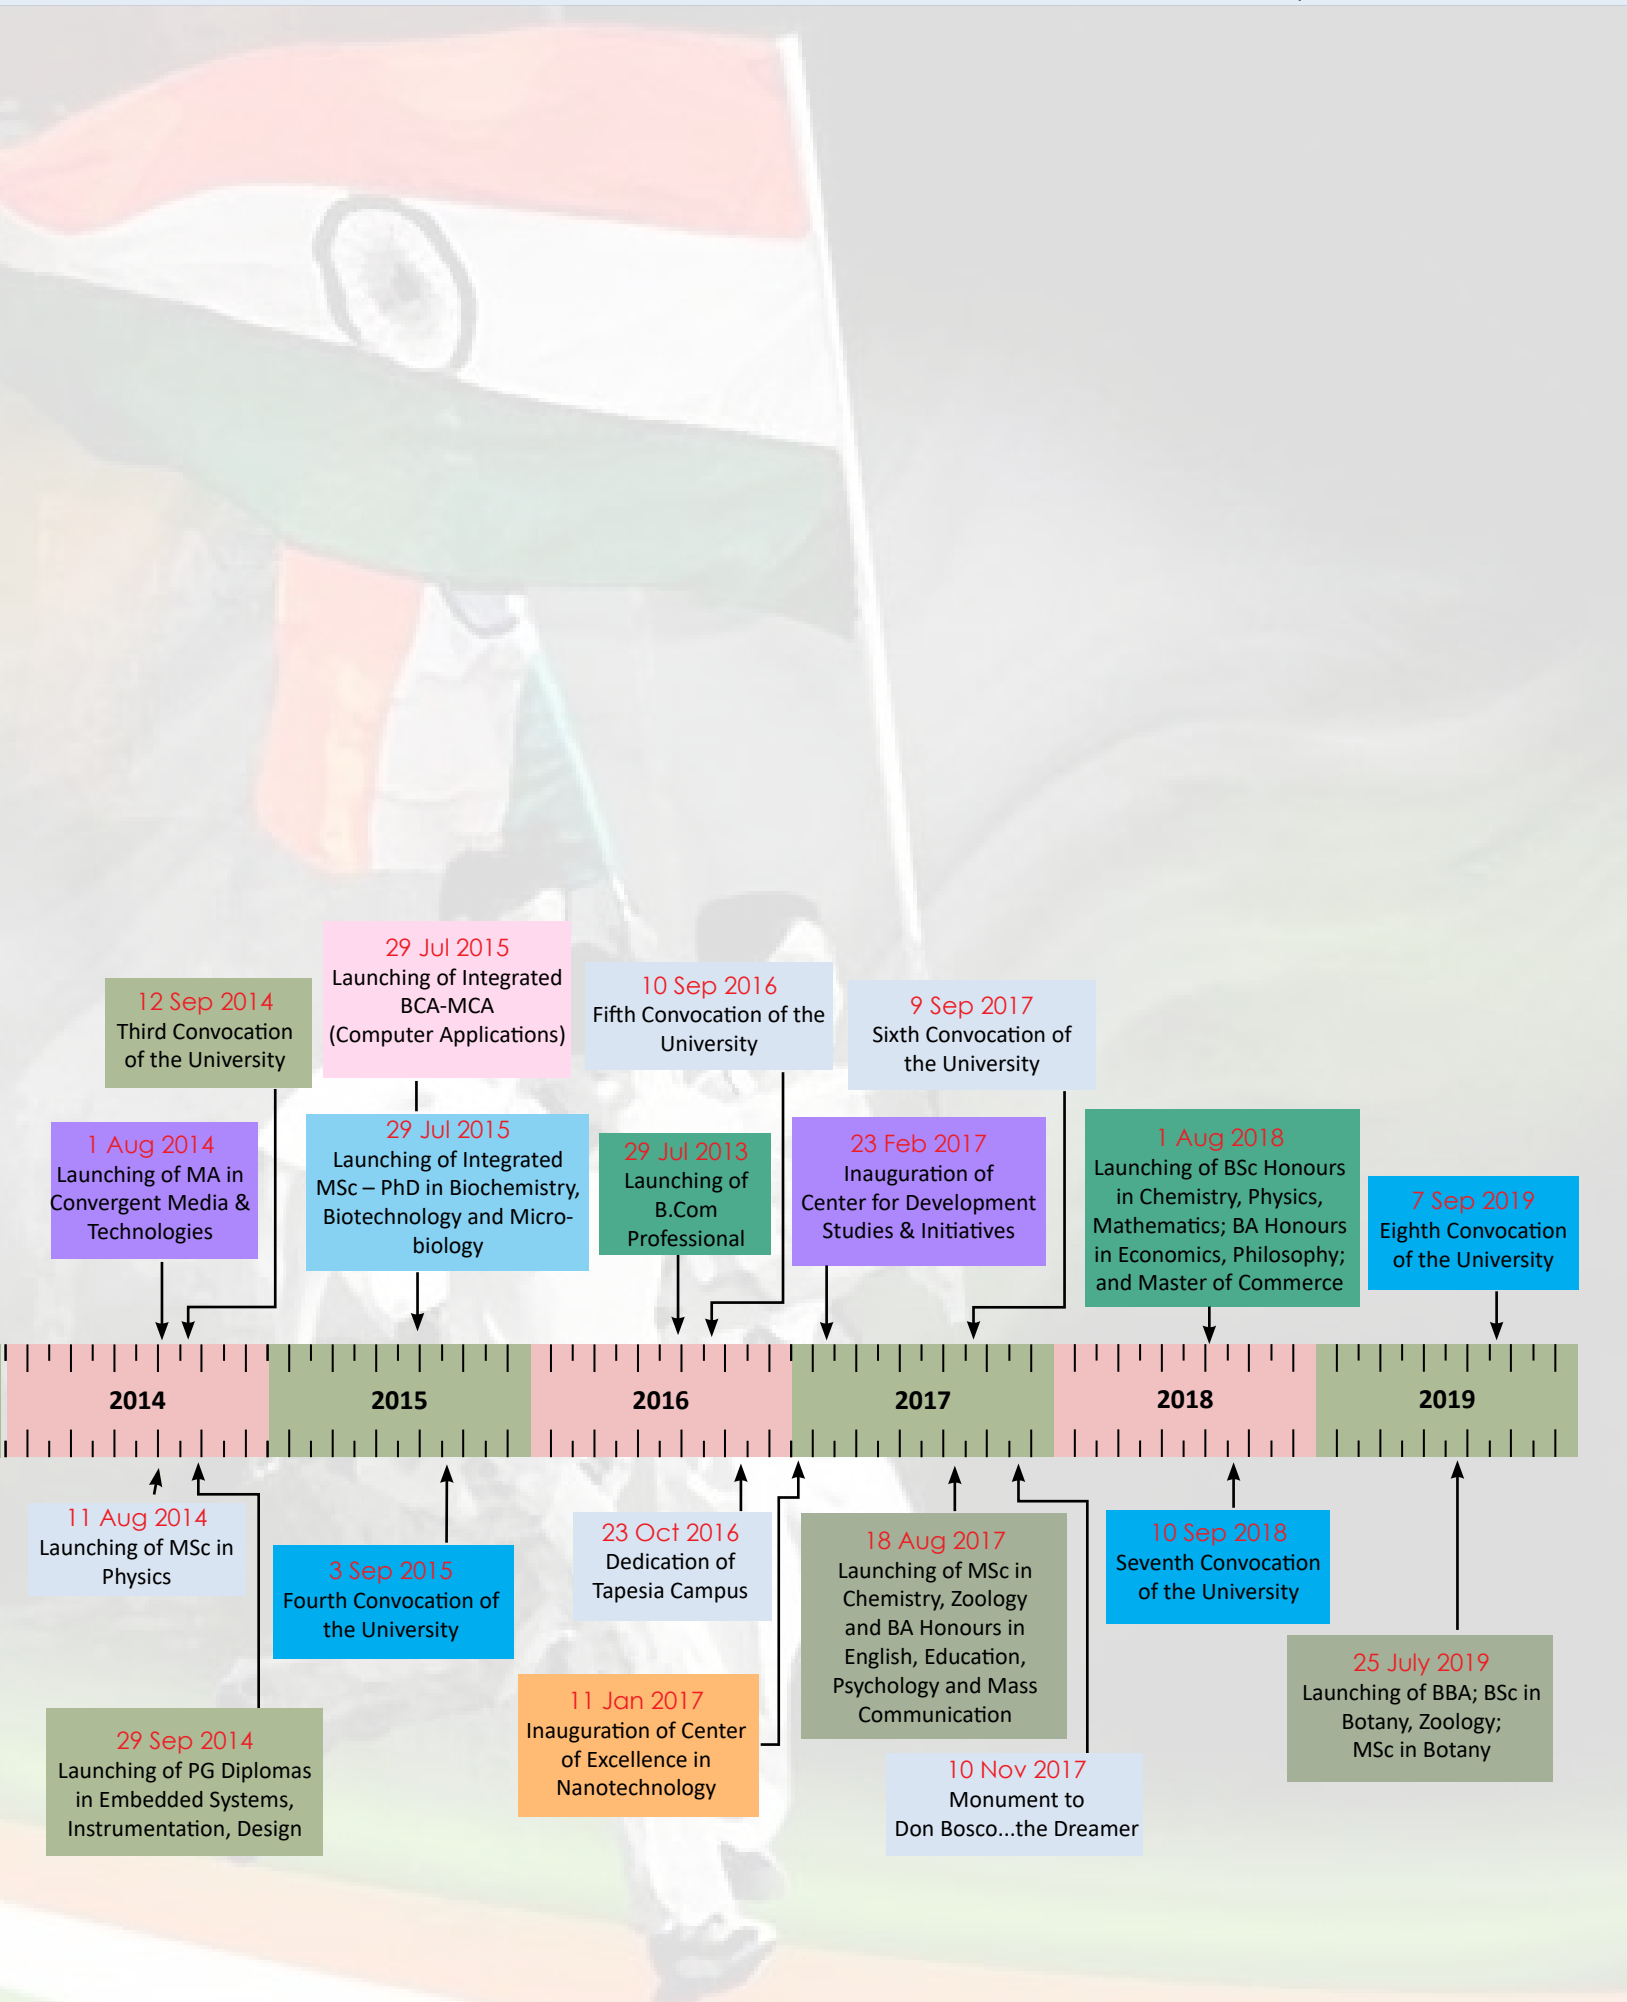 29 Jul 2015
Launching of Integrated
BCA-MCA
(Computer Applications)
12 Sep 2014
Third Convocation
of the University
10 Sep 2016
Fifth Convocation of the
University
9 Sep 2017
Sixth Convocation of
the University
1 Aug 2014
Launching of MA in
Convergent Media &
Technologies
29 Jul 2015
Launching of Integrated
MSc – PhD in Biochemistry,
Biotechnology and Micro-
biology
29 Jul 2013
Launching of
B.Com
Professional
23 Feb 2017
Inauguration of
Center for Development
Studies & Initiatives
1 Aug 2018
Launching of BSc Honours
in Chemistry, Physics,
Mathematics; BA Honours
in Economics, Philosophy;
and Master of Commerce
7 Sep 2019
Eighth Convocation
of the University
2014
2015
2016
2017
2018
2019
11 Aug 2014
Launching of MSc in
Physics
3 Sep 2015
Fourth Convocation of
the University
23 Oct 2016
Dedication of
Tapesia Campus
18 Aug 2017
Launching of MSc in
Chemistry, Zoology
and BA Honours in
English, Education,
Psychology and Mass
Communication
10 Sep 2018
Seventh Convocation
of the University
25 July 2019
Launching of BBA; BSc in
Botany, Zoology;
MSc in Botany
29 Sep 2014
Launching of PG Diplomas
in Embedded Systems,
Instrumentation, Design
11 Jan 2017
Inauguration of Center
of Excellence in
Nanotechnology
10 Nov 2017
Monument to
Don Bosco...the Dreamer